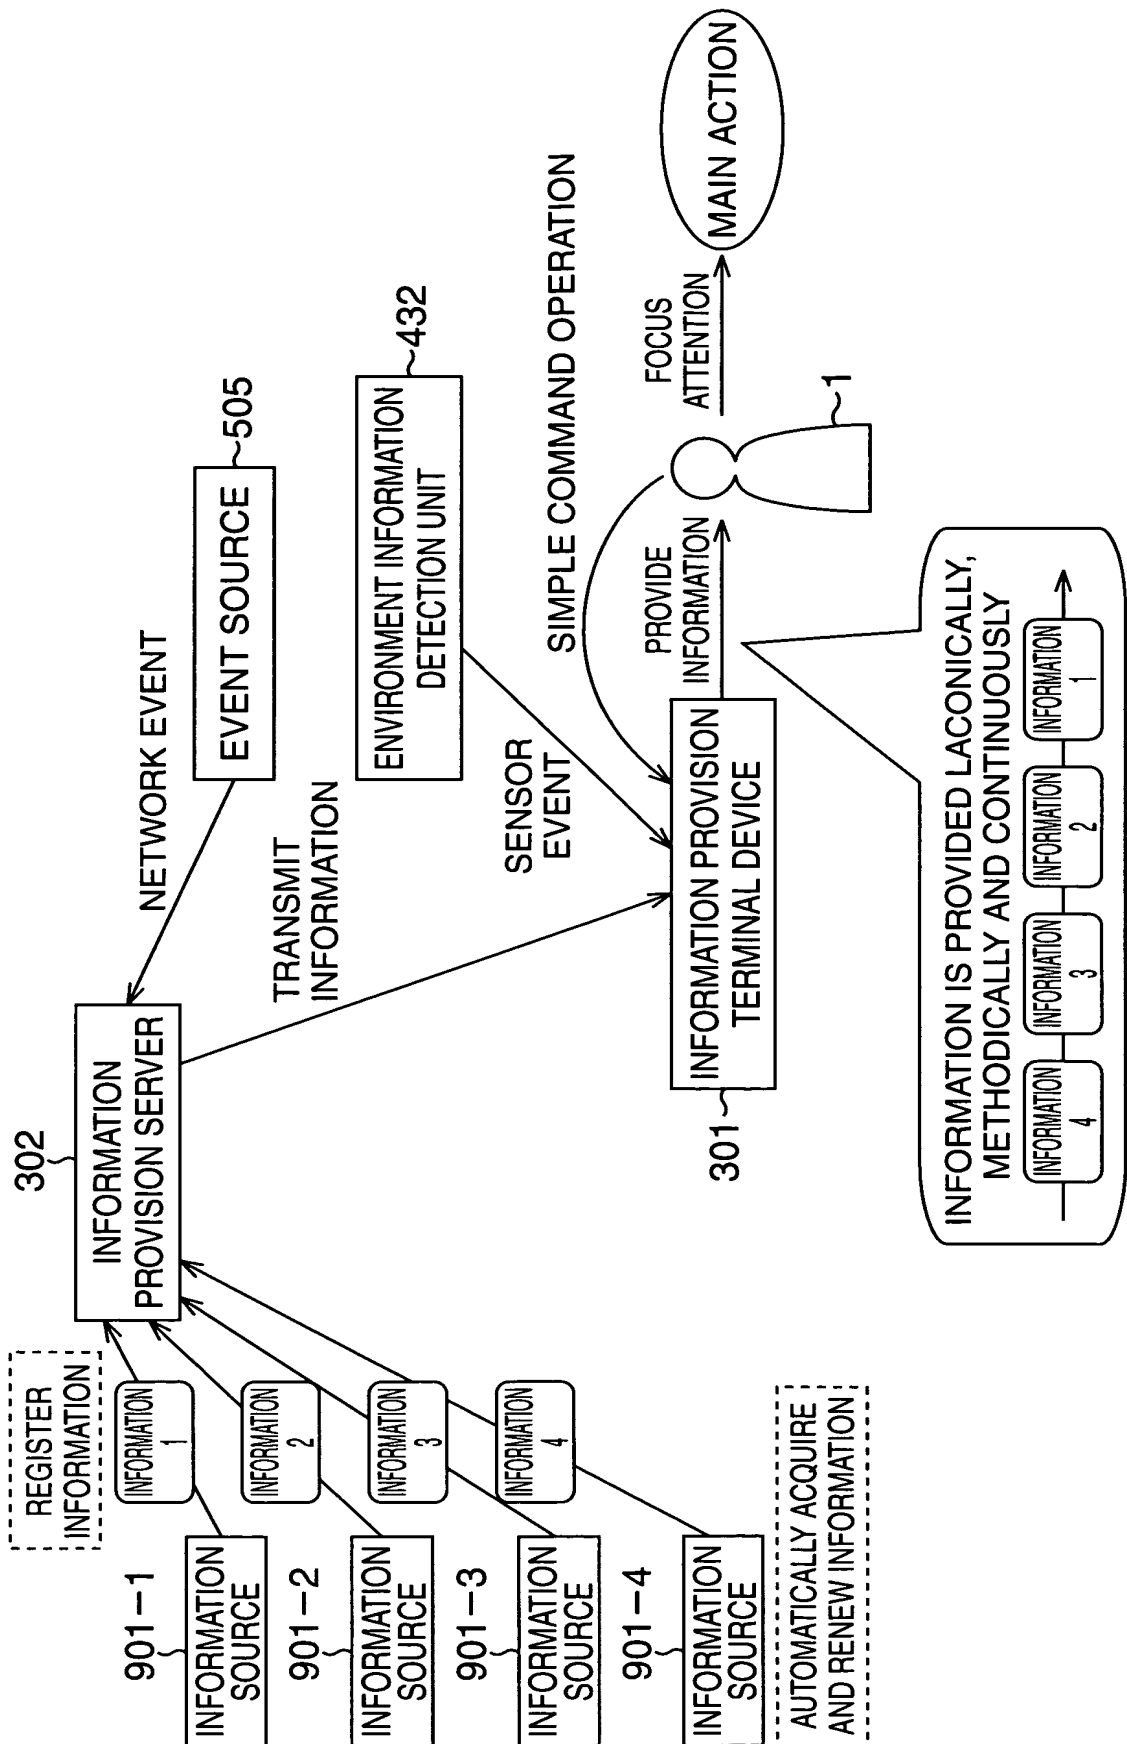 REGISTER
INFORMATION
302
INFORMATION
PROVISION SERVER
NETWORK EVENT
EVENT SOURCE
505
901-1
INFORMATION
SOURCE
INFORMATION
1
901-2
INFORMATION
SOURCE
INFORMATION
2
901-3
INFORMATION
SOURCE
INFORMATION
3
901-4
INFORMATION
SOURCE
INFORMATION
4
AUTOMATICALLY ACQUIRE
AND RENEW INFORMATION
TRANSMIT
INFORMATION
ENVIRONMENT INFORMATION
DETECTION UNIT
432
SENSOR
EVENT
SIMPLE COMMAND OPERATION
301
INFORMATION PROVISION
TERMINAL DEVICE
PROVIDE
INFORMATION
1
FOCUS
ATTENTION
MAIN ACTION
INFORMATION IS PROVIDED LACONICALLY,
METHODICALLY AND CONTINUOUSLY
INFORMATION
4
INFORMATION
3
INFORMATION
2
INFORMATION
1